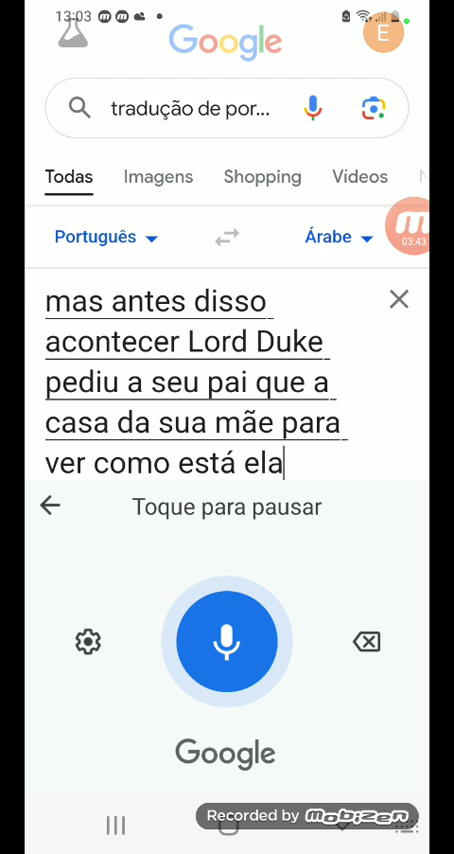 13:03
Google
E
tradução de por...
Todas Imagens Shopping Vídeos
Português Árabe
03:43
mas antes disso
acontecer Lord Duke
pediu a seu pai que a
casa da sua mãe para
ver como está ela
Toque para pausar
Google
Recorded by MOBIZEN